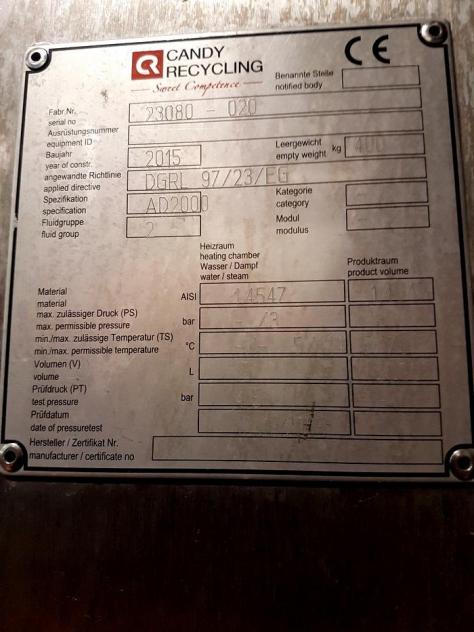 CR CANDY RECYCLING
Sweet Competence
CE
Benannte Stelle
notified body
Fabr.Nr.
serial no
23080 - 020
Ausrüstungsnummer
equipment ID
Baujahr
year of constr.
2015
Leergewicht
empty weight kg 400
angewandte Richtlinie
applied directive
DGRL 97/23/EG
Spezifikation
specification
AD2000
Kategorie
category
Fluidgruppe
fluid group
2
Modul
modulus
Heizraum
heating chamber
Wasser / Dampf
water / steam
Produktraum
product volume
Material
material
AISI
1.4547
max. zulässiger Druck (PS)
max. permissible pressure
bar
min./max. zulässige Temperatur (TS)
min./max. permissible temperature
°C
Volumen (V)
volume
L
Prüfdruck (PT)
test pressure
bar
Prüfdatum
date of pressuretest
Hersteller / Zertifikat Nr.
manufacturer / certificate no